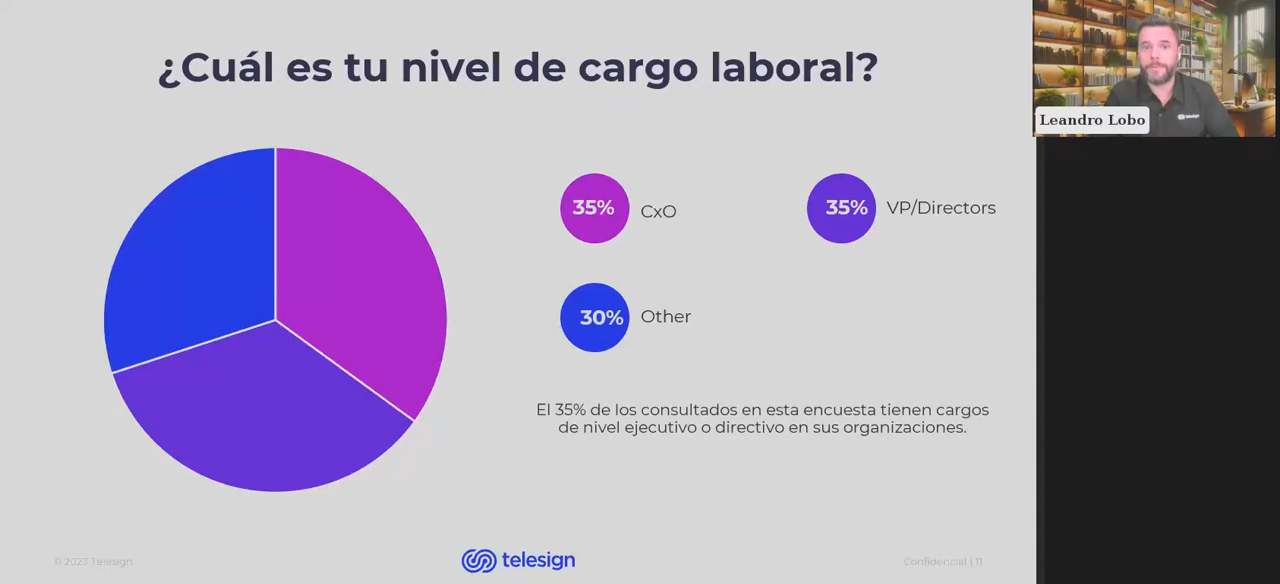 ¿Cuál es tu nivel de cargo laboral?
Leandro Lobo
telesign
35% CxO
35% VP/Directors
30% Other
El 35% de los consultados en esta encuesta tienen cargos
de nivel ejecutivo o directivo en sus organizaciones.
© 2023 Telesign
telesign
Confidencial | 11